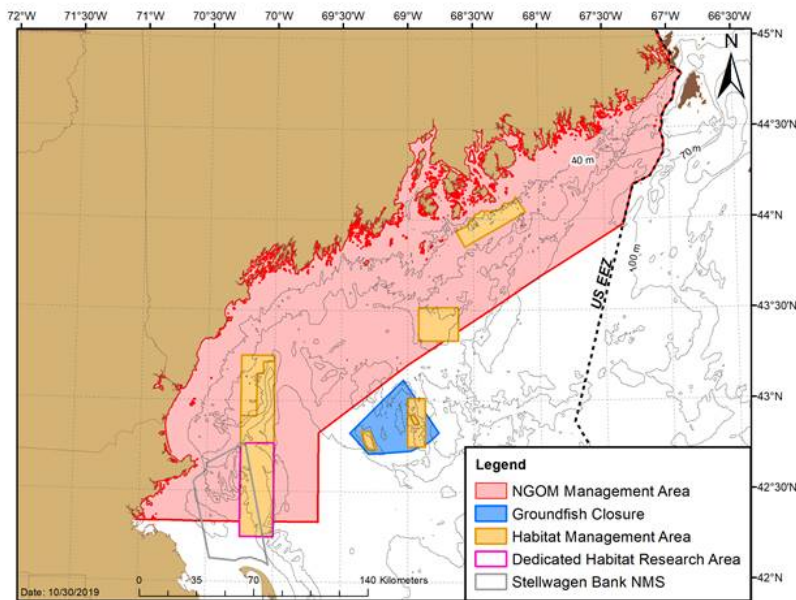 72°W 71°30'W 71°W 70°30'W 70°W 69°30'W 69°W 68°30'W 68°W 67°30'W 67°W 66°30'W
45°N
N
44°30'N
70 m
40 m
44°N
100 m
US EEZ
43°30'N
43°N
42°30'N
42°N
Legend
NGOM Management Area
Groundfish Closure
Habitat Management Area
Dedicated Habitat Research Area
Stellwagen Bank NMS
0 35 70 140 Kilometers
Date: 10/30/2019